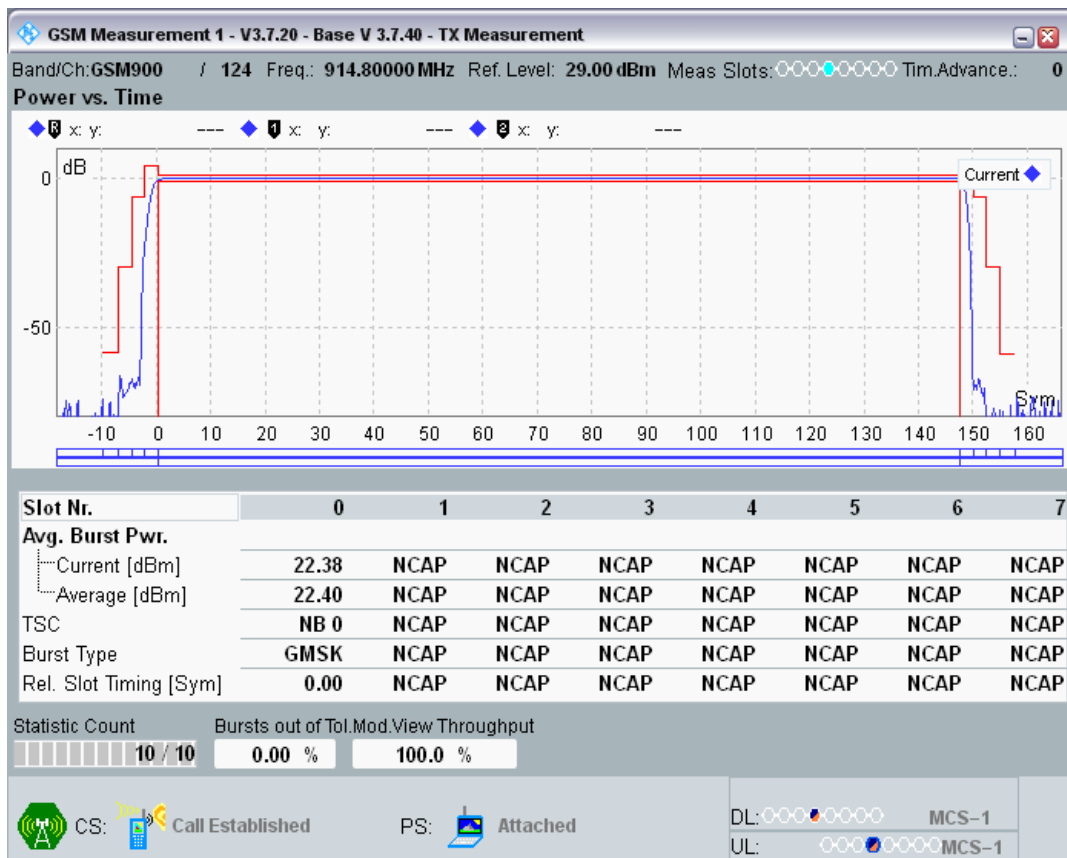 GSM Measurement 1 - V3.7.20 - Base V 3.7.40 - TX Measurement
Band/Ch:GSM900 / 124 Freq.: 914.80000 MHz Ref. Level: 29.00 dBm Meas Slots: Tim.Advance.: 0
Power vs. Time
R x: y: --- 1 x: y: --- 2 x: y: ---
dB
0
Current
-50
Sym
-10 0 10 20 30 40 50 60 70 80 90 100 110 120 130 140 150 160
Slot Nr. 0 1 2 3 4 5 6 7
Avg. Burst Pwr.
Current [dBm] 22.38 NCAP NCAP NCAP NCAP NCAP NCAP NCAP
Average [dBm] 22.40 NCAP NCAP NCAP NCAP NCAP NCAP NCAP
TSC NB 0 NCAP NCAP NCAP NCAP NCAP NCAP NCAP
Burst Type GMSK NCAP NCAP NCAP NCAP NCAP NCAP NCAP
Rel. Slot Timing [Sym] 0.00 NCAP NCAP NCAP NCAP NCAP NCAP NCAP
Statistic Count Bursts out of Tol.Mod.View Throughput
10 / 10 0.00 % 100.0 %
CS: Call Established PS: Attached
DL: MCS-1
UL: MCS-1